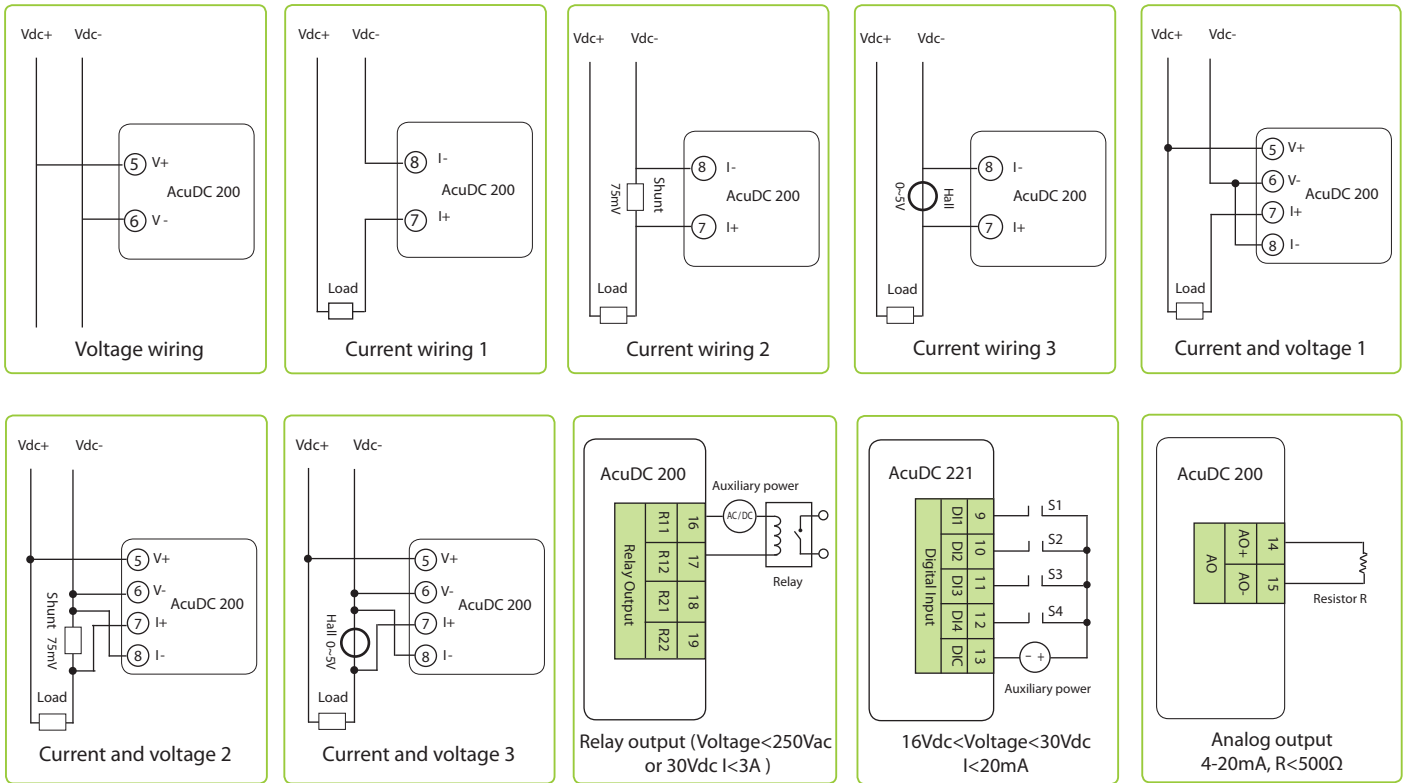 Vdc+ Vdc-
5 V+
AcuDC 200
6 V -
Voltage wiring
Vdc+ Vdc-
8 I-
AcuDC 200
7 I+
Load
Current wiring 1
Vdc+ Vdc-
8 I-
Shunt
75mV
AcuDC 200
7 I+
Load
Current wiring 2
Vdc+ Vdc-
8 I-
Hall
0~5V
AcuDC 200
7 I+
Load
Current wiring 3
Vdc+ Vdc-
5 V+
6 V-
AcuDC 200
7 I+
8 I-
Load
Current and voltage 1
Vdc+ Vdc-
5 V+
6 V-
AcuDC 200
Shunt 75mV
7 I+
8 I-
Load
Current and voltage 2
Vdc+ Vdc-
5 V+
6 V-
AcuDC 200
Hall 0~5V
7 I+
8 I-
Load
Current and voltage 3
AcuDC 200
Auxiliary power
AC/DC
Relay Output
R11 16
R12 17
R21 18
R22 19
Relay
Relay output (Voltage<250Vac
or 30Vdc I<3A )
AcuDC 221
Digital Input
DI1 9 S1
DI2 10 S2
DI3 11 S3
DI4 12 S4
DIC 13 - +
Auxiliary power
16Vdc<Voltage<30Vdc
I<20mA
AcuDC 200
AO
AO+ 14
AO- 15
Resistor R
Analog output
4-20mA, R<500Ω